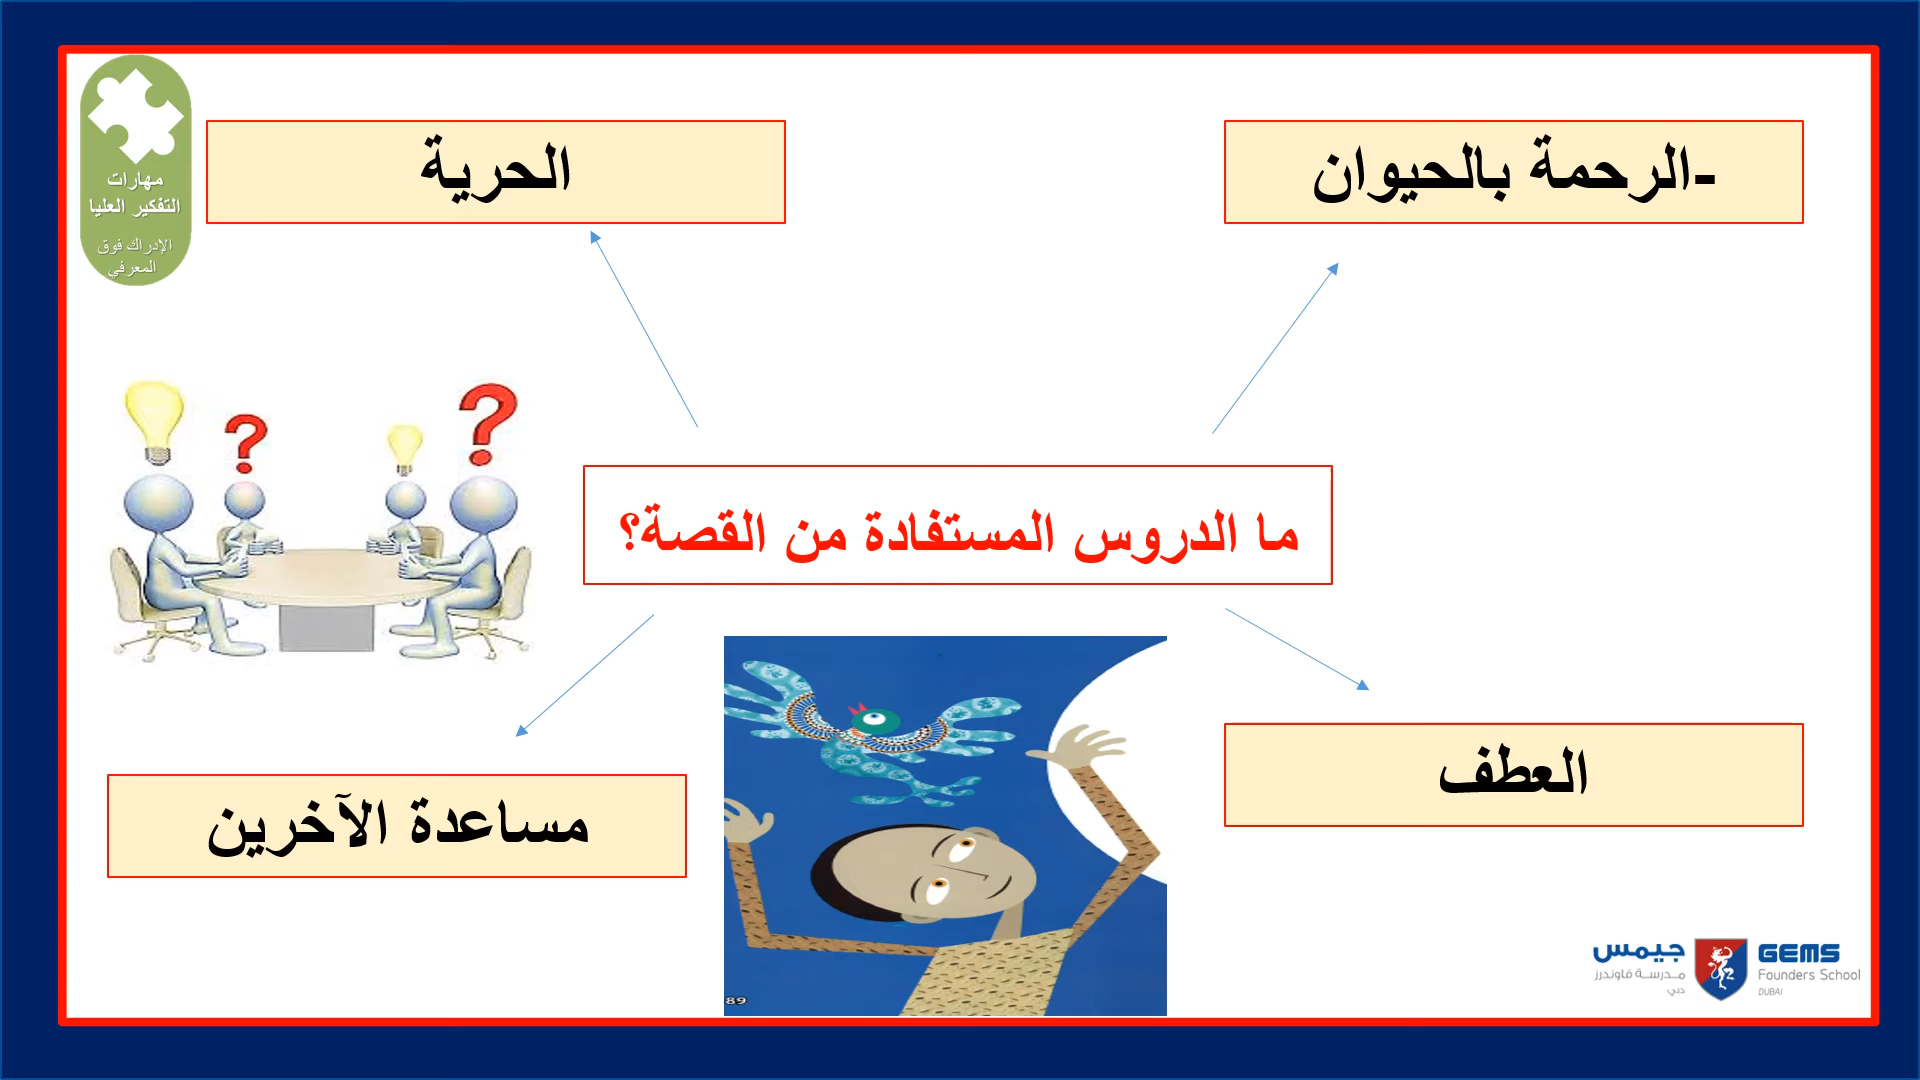 مهارات
التفكير العليا
الإدراك فوق
المعرفي
-الرحمة بالحيوان
الحرية
ما الدروس المستفادة من القصة؟
العطف
مساعدة الآخرين
89
جيمس
مدرسة فاوندرز
دبي
GEMS
Founders School
DUBAI